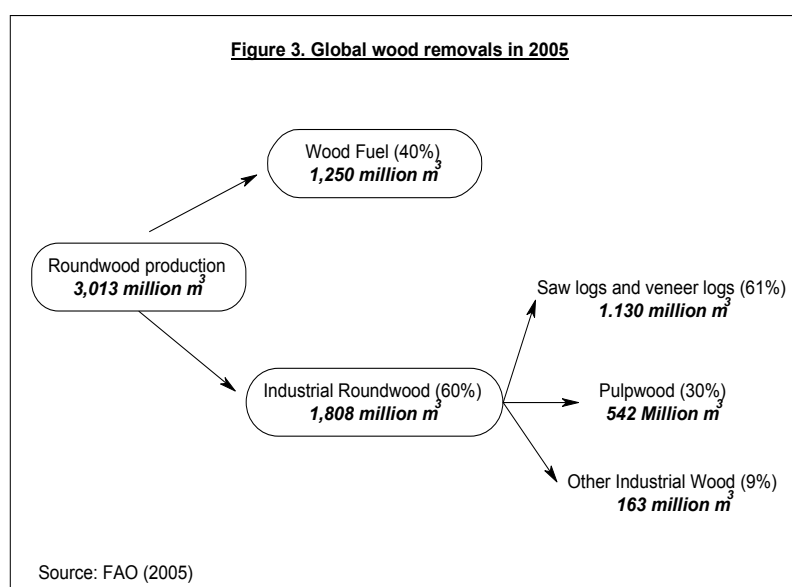 Figure 3. Global wood removals in 2005
Wood Fuel (40%)
1,250 million m3
Roundwood production
3,013 million m3
Saw logs and veneer logs (61%)
1.130 million m3
Industrial Roundwood (60%)
1,808 million m3
Pulpwood (30%)
542 Million m3
Other Industrial Wood (9%)
163 million m3
Source: FAO (2005)